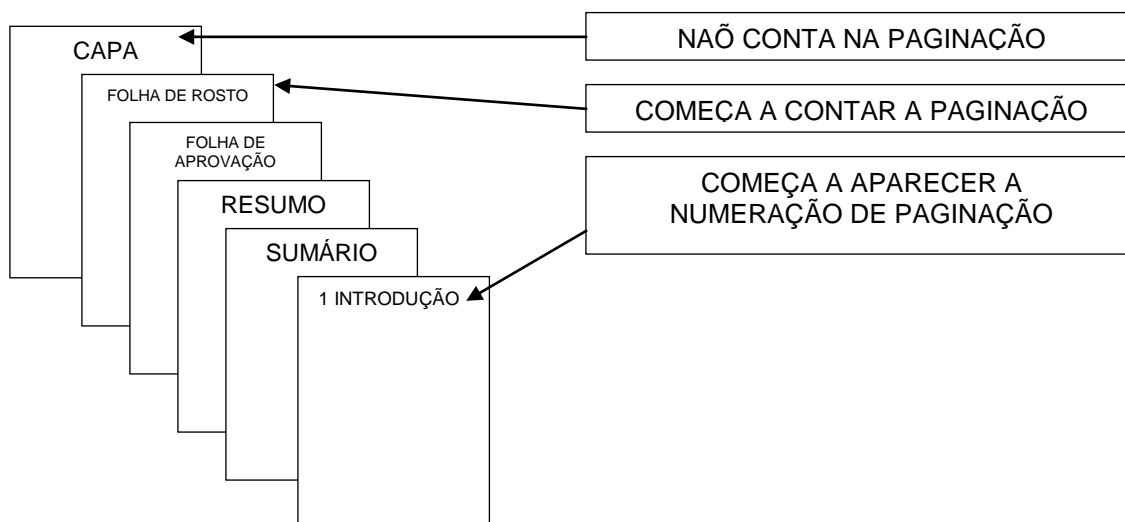 CAPA
NAÕ CONTA NA PAGINAÇÃO
FOLHA DE ROSTO
COMEÇA A CONTAR A PAGINAÇÃO
FOLHA DE
APROVAÇÃO
COMEÇA A APARECER A
NUMERAÇÃO DE PAGINAÇÃO
RESUMO
SUMÁRIO
1 INTRODUÇÃO